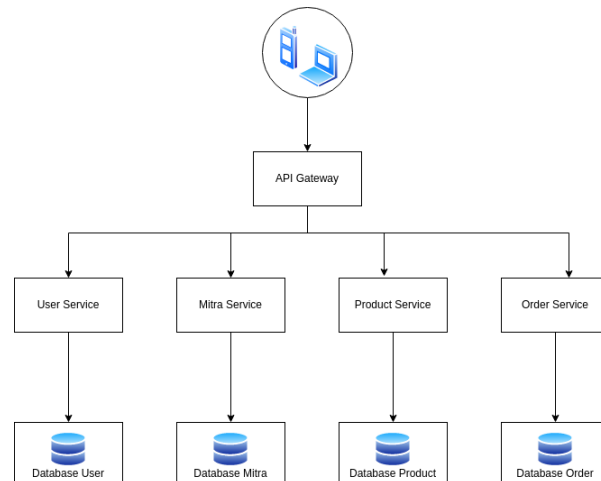 API Gateway
User Service
Mitra Service
Product Service
Order Service
Database User
Database Mitra
Database Product
Database Order